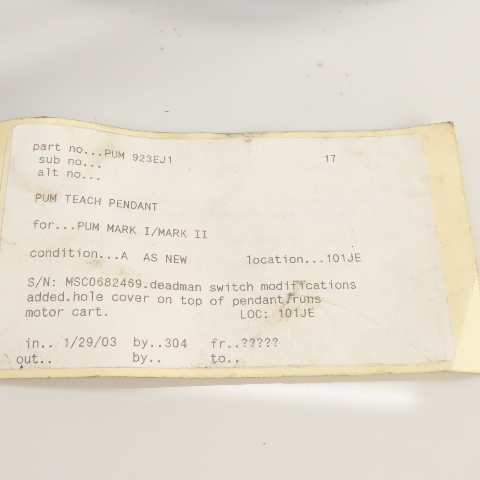 part no...PUM 923EJ1 17
sub no...
alt no...
PUM TEACH PENDANT
for...PUM MARK I/MARK II
condition...A AS NEW location...101JE
S/N: MSC0682469.deadman switch modifications
added.hole cover on top of pendant/runs
motor cart. LOC: 101JE
in.. 1/29/03 by..304 fr..?????
out.. by.. to..